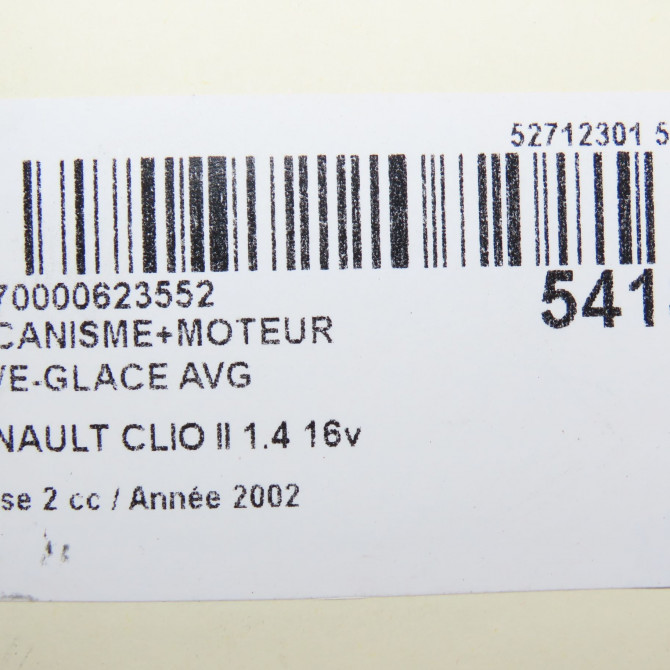 52712301 5
70000623552
541
CANISME+MOTEUR
VE-GLACE AVG
NAULT CLIO II 1.4 16v
se 2 cc / Année 2002